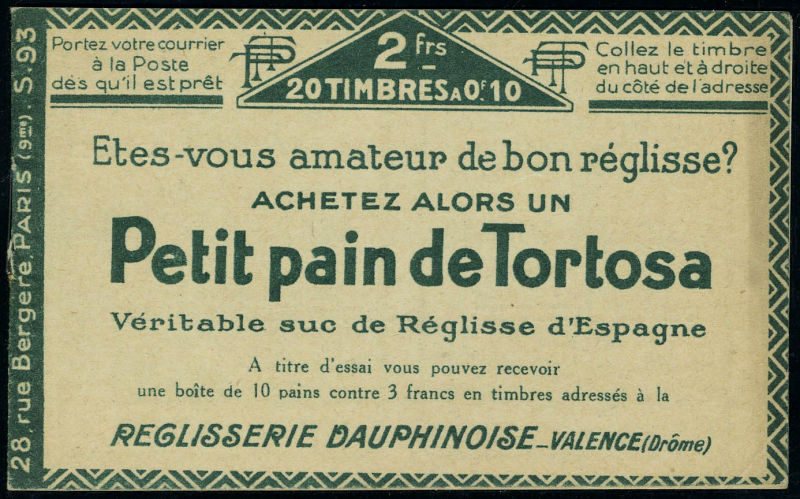 28, rue Bergère, PARIS (9me). S. 93
Portez votre courrier
à la Poste
dès qu'il est prêt
PTT
2 frs
20 TIMBRES A 0F. 10
PTT
Collez le timbre
en haut et à droite
du côté de l'adresse
Etes-vous amateur de bon réglisse?
ACHETEZ ALORS UN
Petit pain de Tortosa
Véritable suc de Réglisse d'Espagne
A titre d'essai vous pouvez recevoir
une boîte de 10 pains contre 3 francs en timbres adressés à la
REGLISSERIE DAUPHINOISE_VALENCE (Drôme)